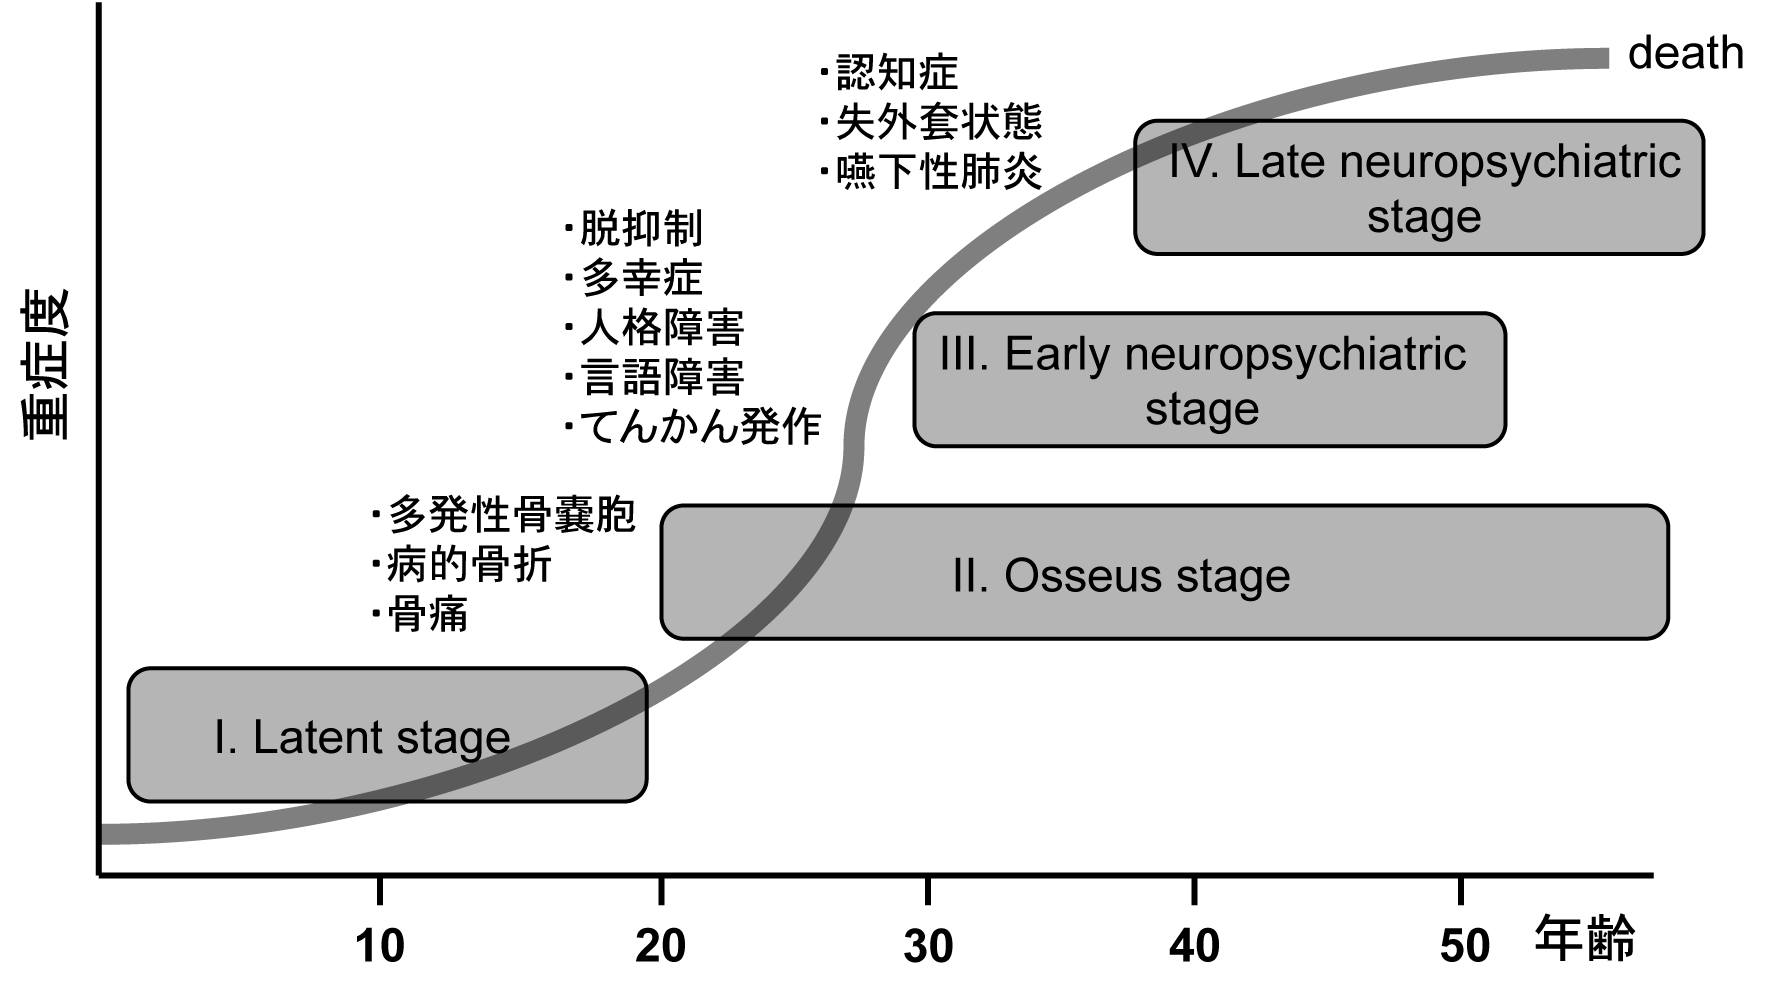 death
・認知症
・失外套状態
・嚥下性肺炎
IV. Late neuropsychiatric
stage
・脱抑制
・多幸症
・人格障害
・言語障害
・てんかん発作
III. Early neuropsychiatric
stage
重症度
・多発性骨嚢胞
・病的骨折
・骨痛
II. Osseus stage
I. Latent stage
10
20
30
40
50
年齢